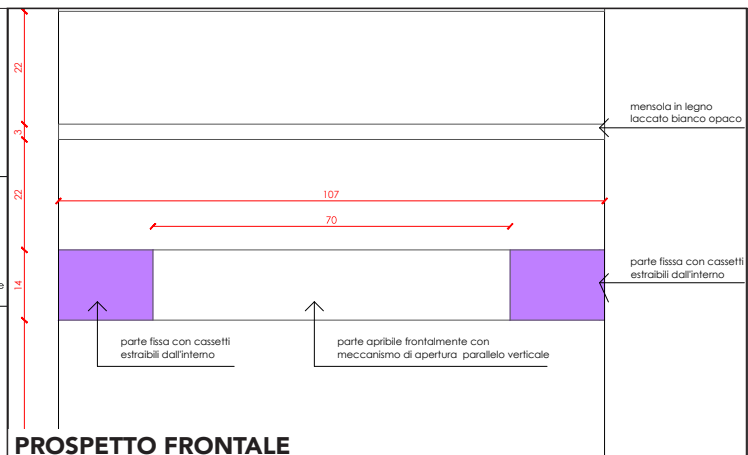 22
mensola in legno
laccato bianco opaco
3
22
107
70
14
parte fisssa con cassetti
estraibili dall'interno
parte fissa con cassetti
estraibili dall'interno
parte apribile frontalmente con
meccanismo di apertura parallelo verticale
PROSPETTO FRONTALE